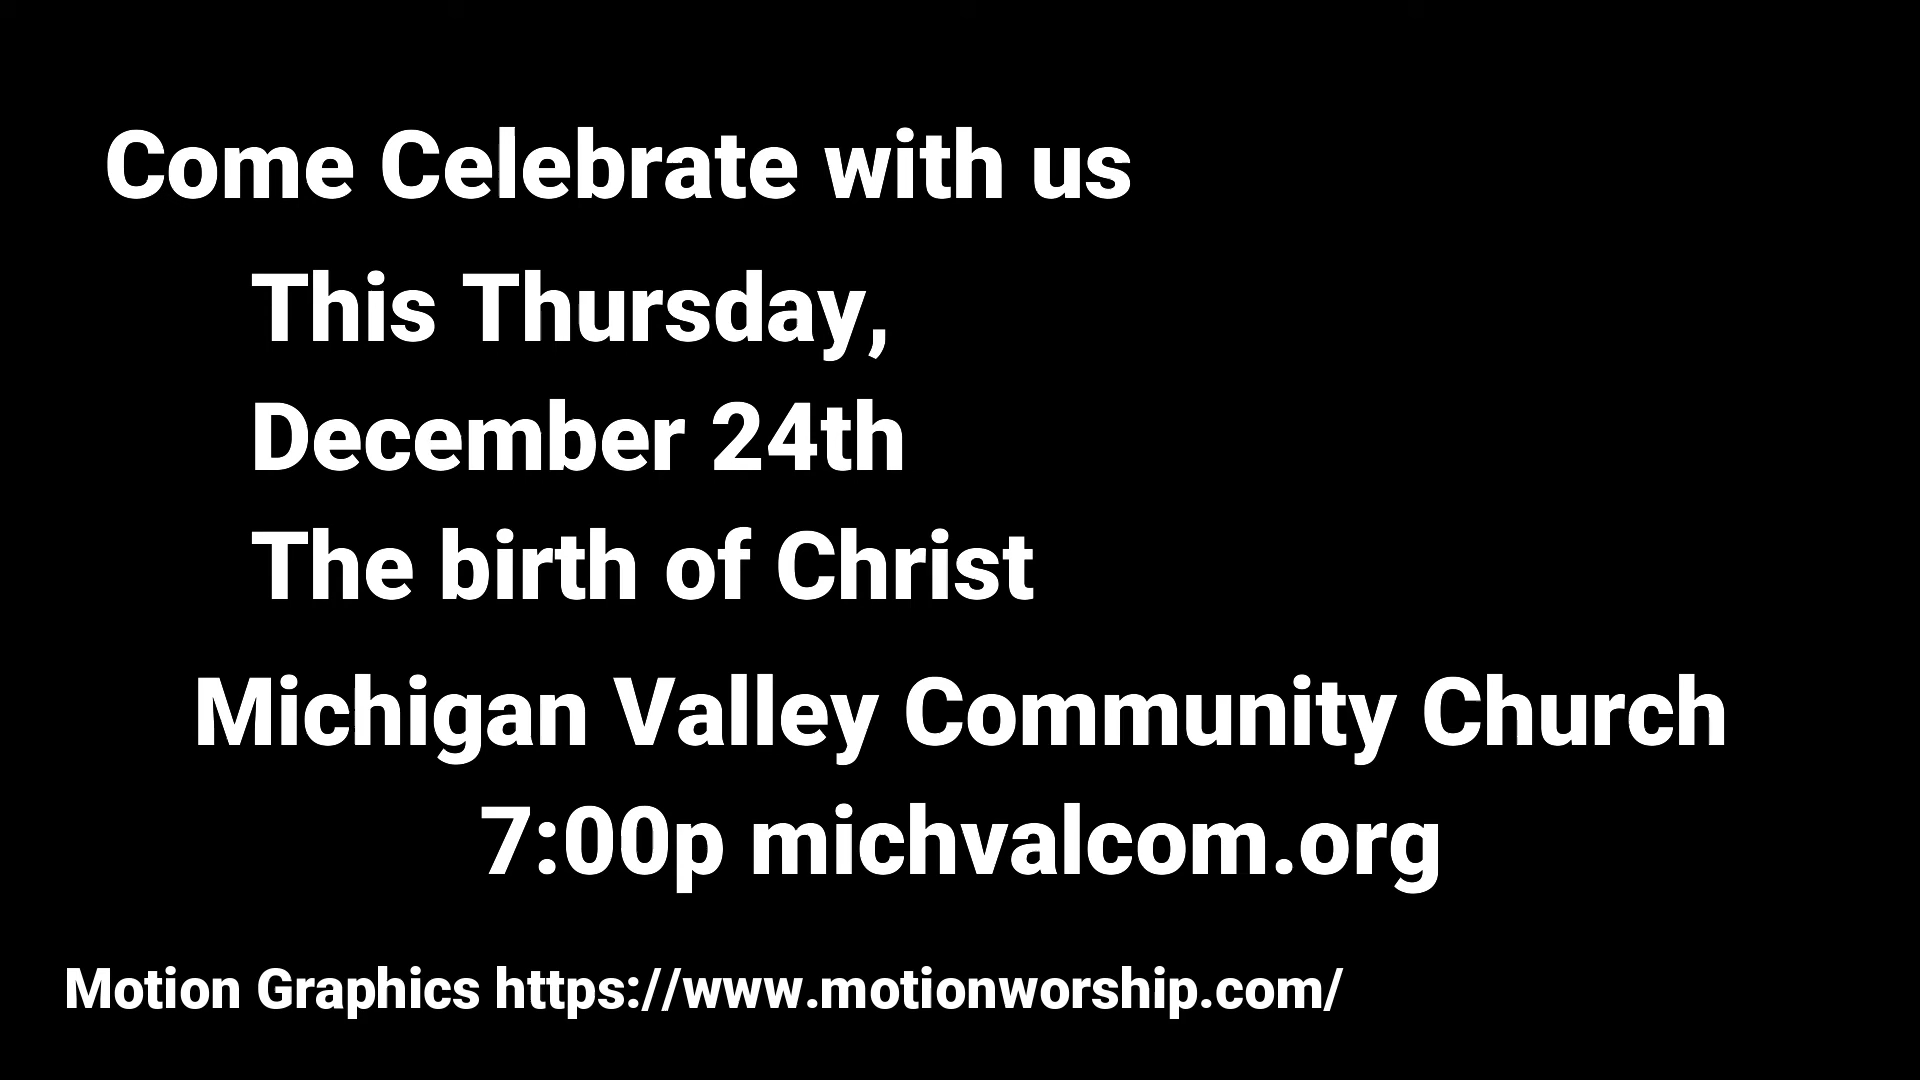 Come Celebrate with us
This Thursday,
December 24th
The birth of Christ
Michigan Valley Community Church
7:00p michvalcom.org
Motion Graphics https://www.motionworship.com/